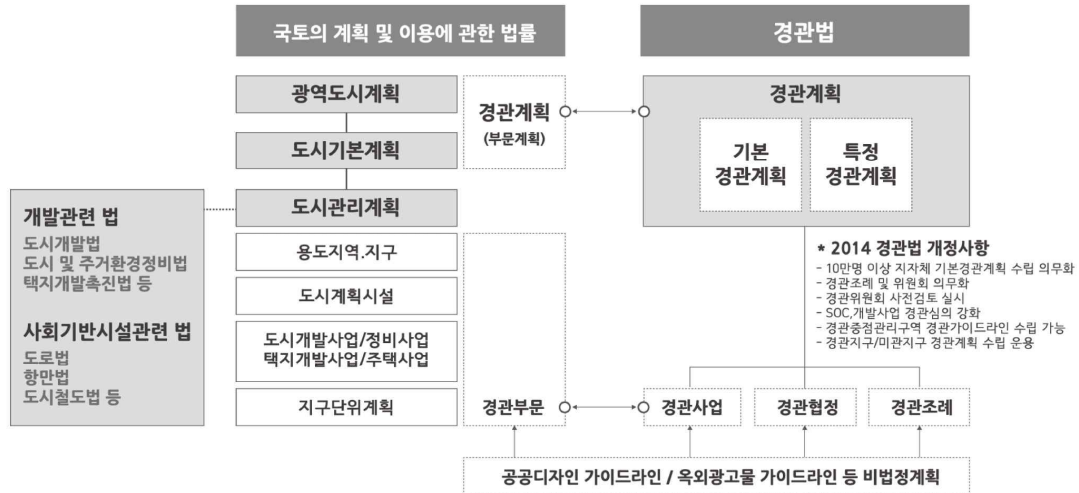 국토의 계획 및 이용에 관한 법률
경관법
광역도시계획
도시기본계획
도시관리계획
경관계획
(부문계획)
경관계획
기본
경관계획
특정
경관계획
개발관련 법
도시개발법
도시 및 주거환경정비법
택지개발촉진법 등
사회기반시설관련 법
도로법
항만법
도시철도법 등
용도지역.지구
도시계획시설
도시개발사업/정비사업
택지개발사업/주택사업
지구단위계획
경관부문
* 2014 경관법 개정사항
- 10만명 이상 지자체 기본경관계획 수립 의무화
- 경관조례 및 위원회 의무화
- 경관위원회 사전검토 실시
- SOC,개발사업 경관심의 강화
- 경관중점관리구역 경관가이드라인 수립 가능
- 경관지구/미관지구 경관계획 수립 운용
경관사업
경관협정
경관조례
공공디자인 가이드라인 / 옥외광고물 가이드라인 등 비법정계획